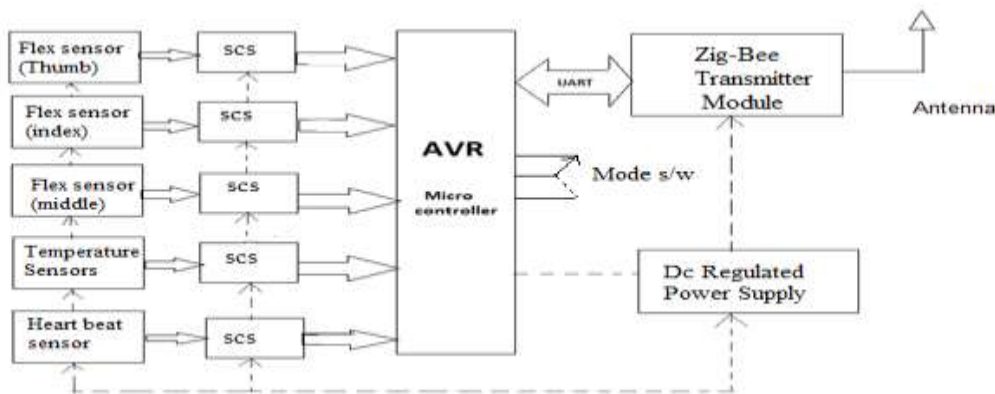 Flex sensor
(Thumb)
SCS
Flex sensor
(index)
SCS
Flex sensor
(middle)
SCS
Temperature
Sensors
SCS
Heart beat
sensor
SCS
AVR
Micro
controller
UART
Zig-Bee
Transmitter
Module
Antenna
Mode s/w
Dc Regulated
Power Supply